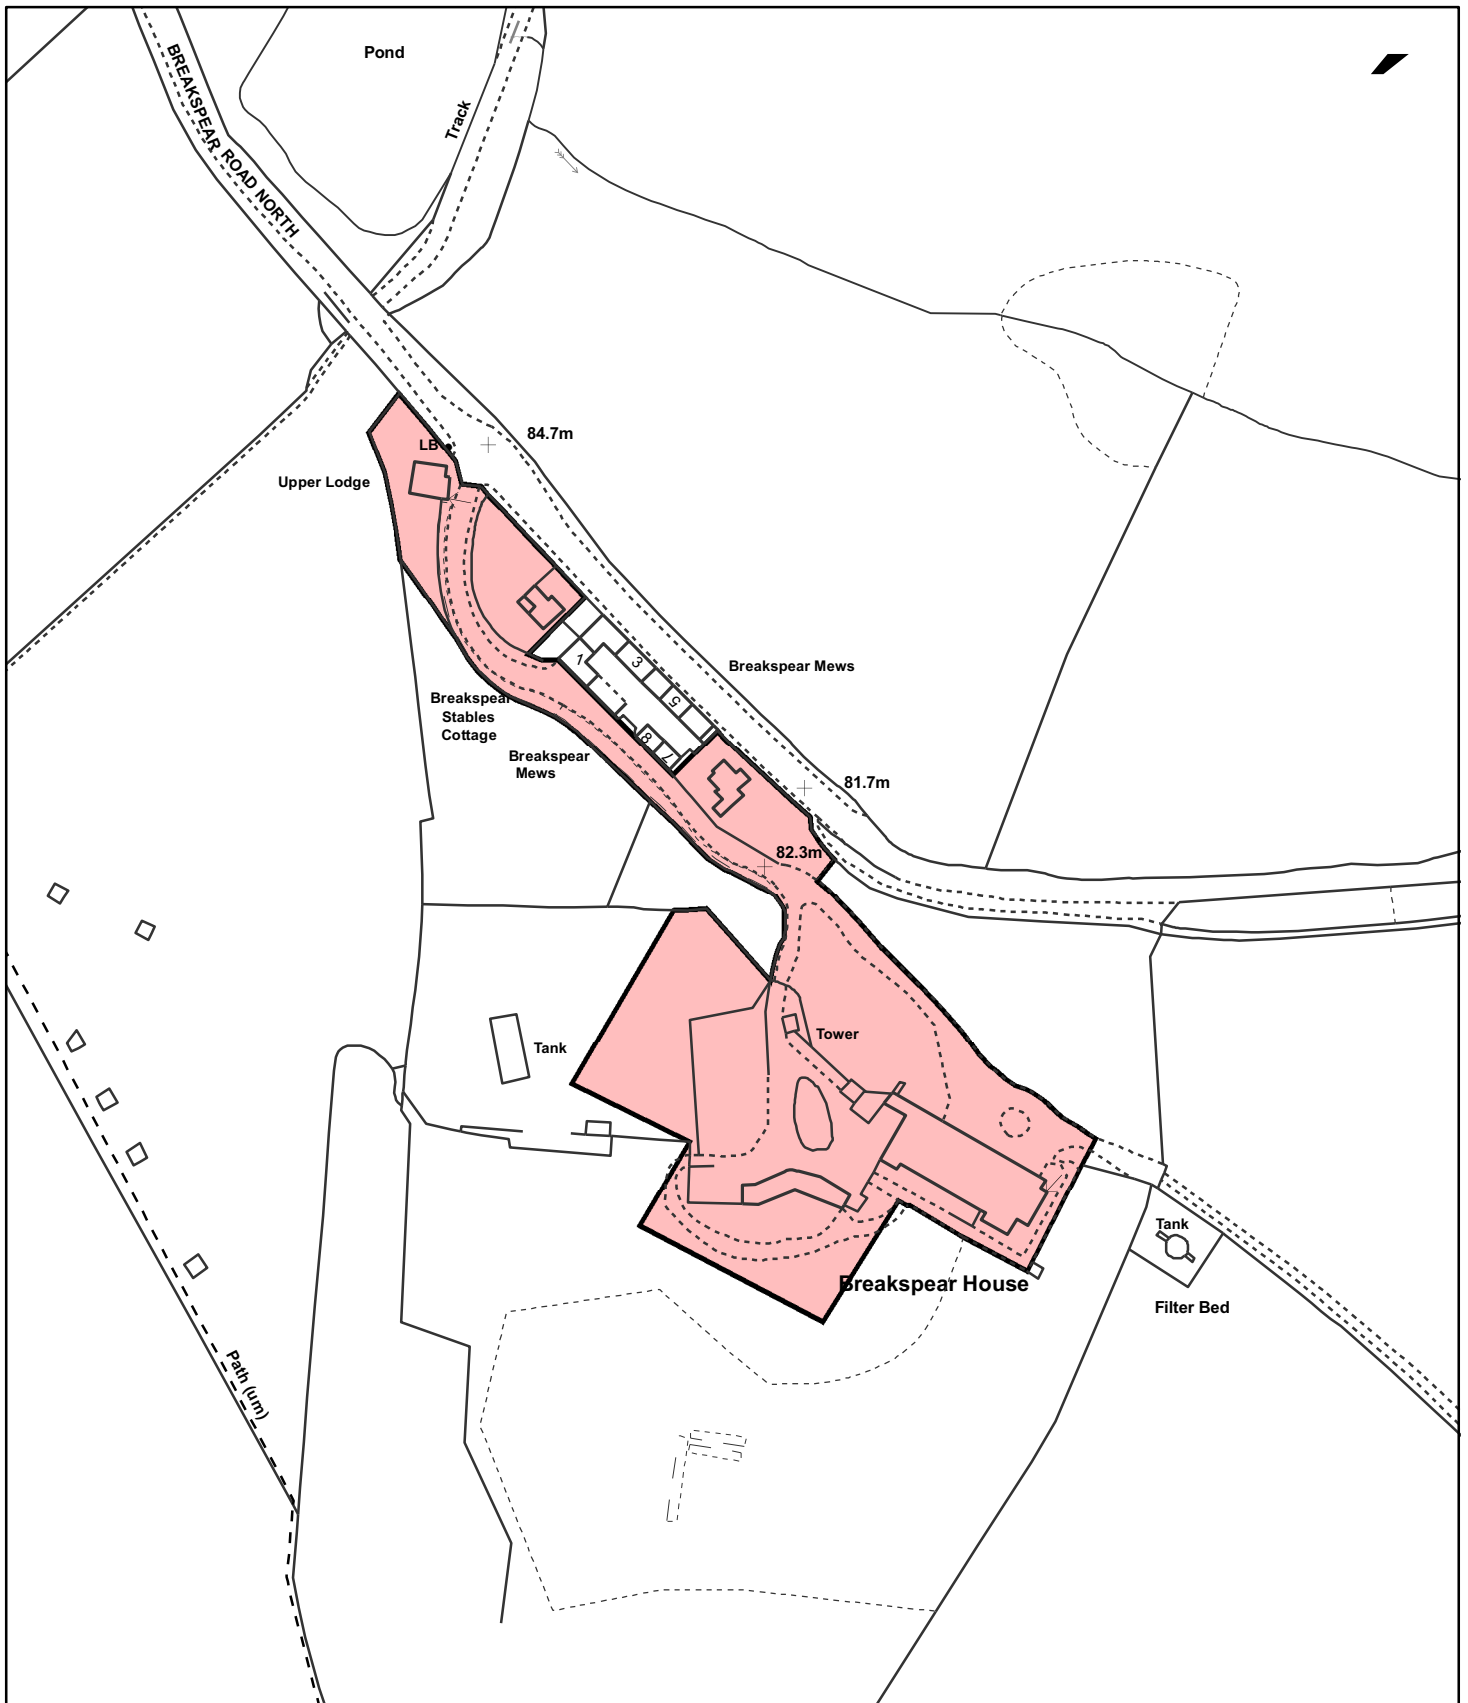 Pond
Track
BREAKSPEAR ROAD NORTH
84.7m
LB
Upper Lodge
1
3
5
8
7
Breakspear Mews
Breakspear
Stables
Cottage
Breakspear
Mews
81.7m
82.3m
Tower
Tank
Tank
Breakspear House
Filter Bed
Path (um)